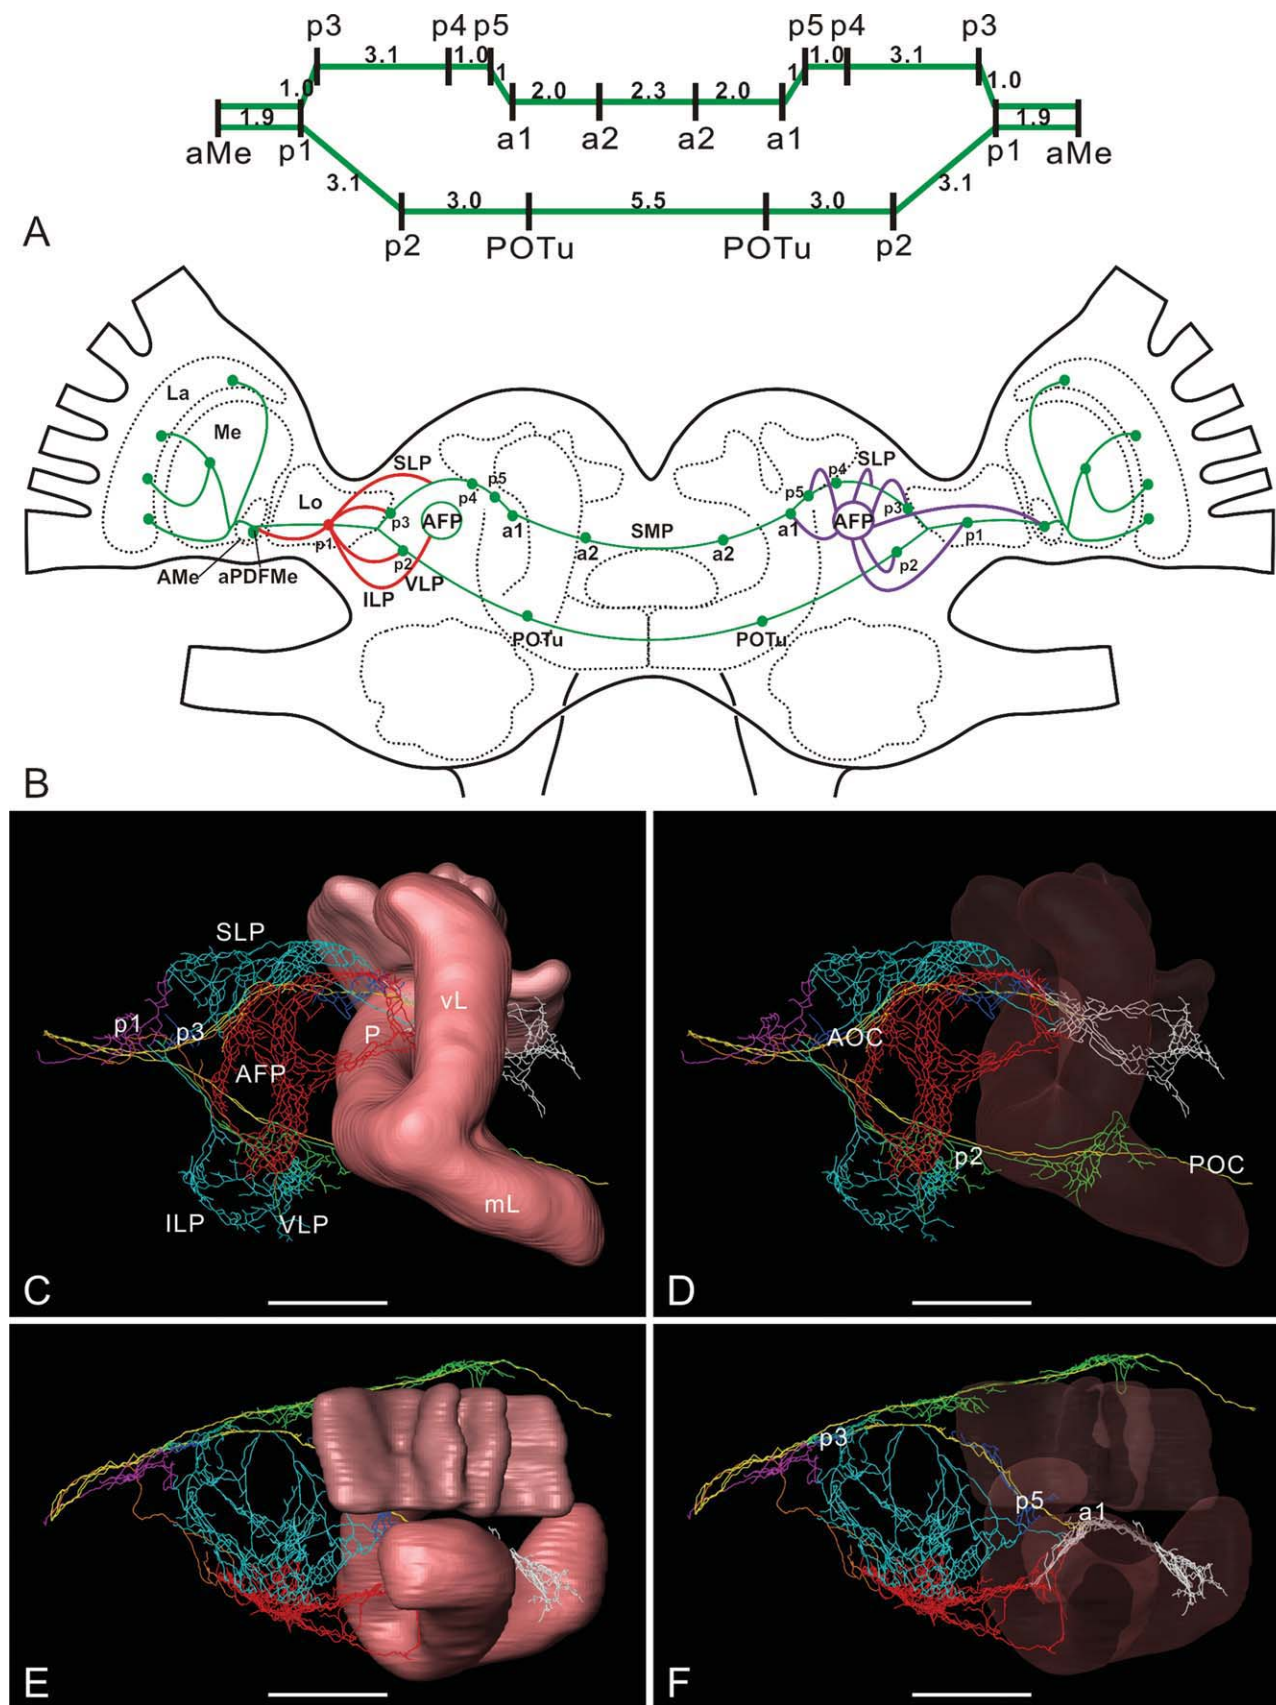 p3 p4 p5 p5 p4 p3
3.1 1.0 1.0 3.1
1.0 1 2.0 2.3 2.0 1 1.0
1.9 1.9
aMe p1 a1 a2 a2 a1 p1 aMe
3.1 3.1
3.0 5.5 3.0
A p2 POTu POTu p2
La
Me
SLP p4 SLP
Lo p5 p5
p4 p3 AFP a1 SMP a1 AFP p3 p1
p1 a2 a2
AMe aPDFMe p2 p2
ILP VLP
POTu POTu
B
SLP
vL
p1 p3 P
AFP
ILP VLP mL
C
AOC
p2 POC
D
E
p3
p5 a1
F